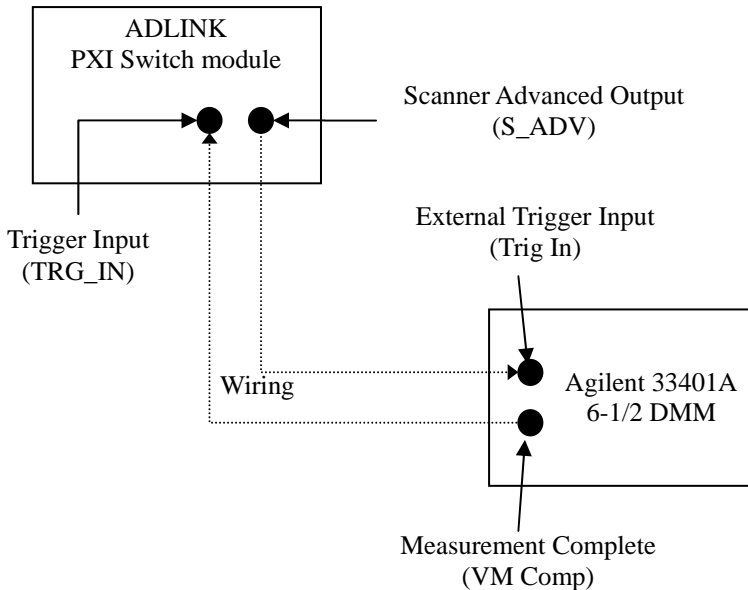 ADLINK
PXI Switch module
Scanner Advanced Output
(S_ADV)
Trigger Input
(TRG_IN)
External Trigger Input
(Trig In)
Wiring
Agilent 33401A
6-1/2 DMM
Measurement Complete
(VM Comp)